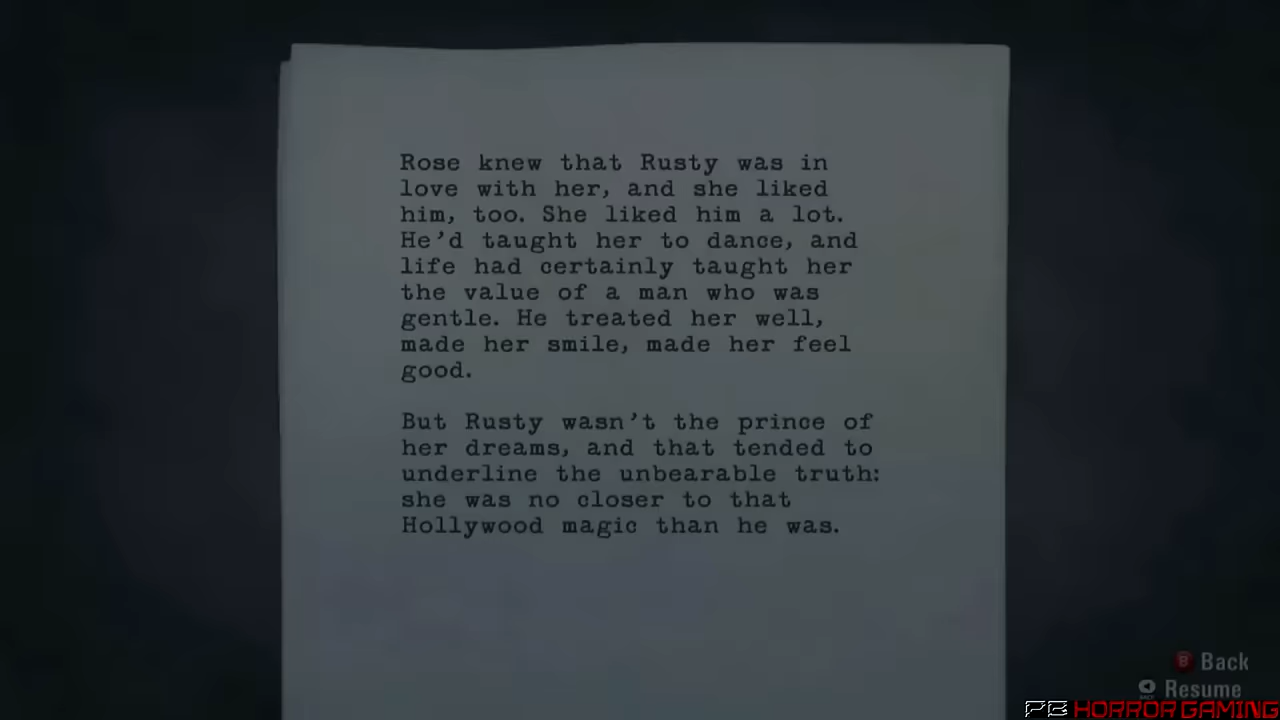 Rose knew that Rusty was in
love with her, and she liked
him, too. She liked him a lot.
He'd taught her to dance, and
life had certainly taught her
the value of a man who was
gentle. He treated her well,
made her smile, made her feel
good.
But Rusty wasn't the prince of
her dreams, and that tended to
underline the unbearable truth:
she was no closer to that
Hollywood magic than he was.
B Back
BACK Resume
PB HORROR GAMING